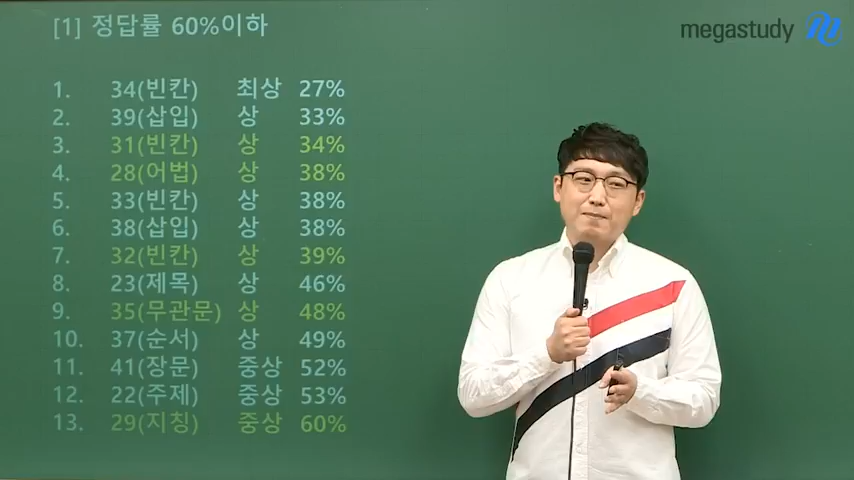 [1] 정답률 60%이하
megastudy
1. 34(빈칸) 최상 27%
2. 39(삽입) 상 33%
3. 31(빈칸) 상 34%
4. 28(어법) 상 38%
5. 33(빈칸) 상 38%
6. 38(삽입) 상 38%
7. 32(빈칸) 상 39%
8. 23(제목) 상 46%
9. 35(무관문) 상 48%
10. 37(순서) 상 49%
11. 41(장문) 중상 52%
12. 22(주제) 중상 53%
13. 29(지칭) 중상 60%